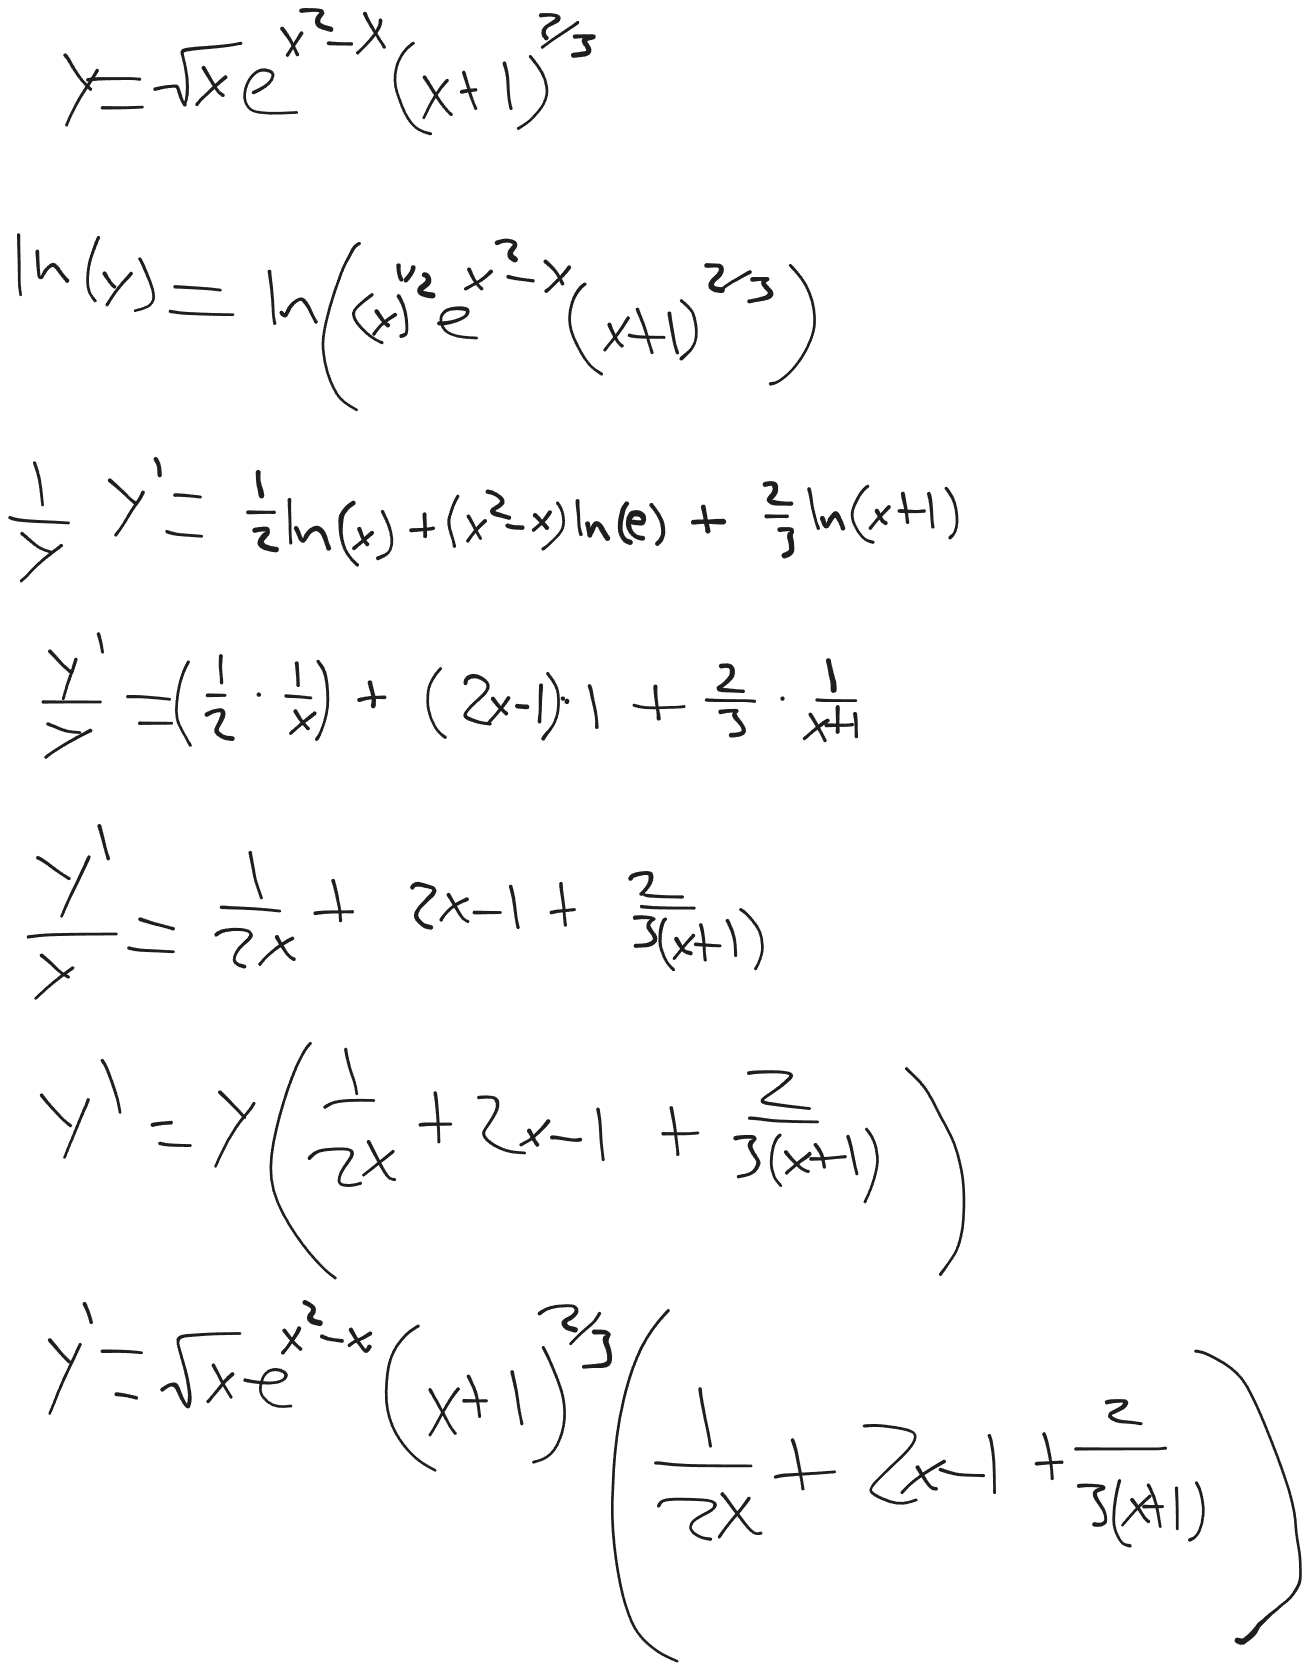 y = √x e^(x²-x) (x+1)^(2/3)
ln(y) = ln((x)^(1/2) e^(x²-x) (x+1)^(2/3))
1/y y' = 1/2 ln(x) + (x²-x) ln(e) + 2/3 ln(x+1)
y'/y = (1/2 · 1/x) + (2x-1)·1 + 2/3 · 1/(x+1)
y'/y = 1/(2x) + 2x-1 + 2/(3(x+1))
y' = y(1/(2x) + 2x-1 + 2/(3(x+1)))
y' = √x e^(x²-x) (x+1)^(2/3) (1/(2x) + 2x-1 + 2/(3(x+1)))